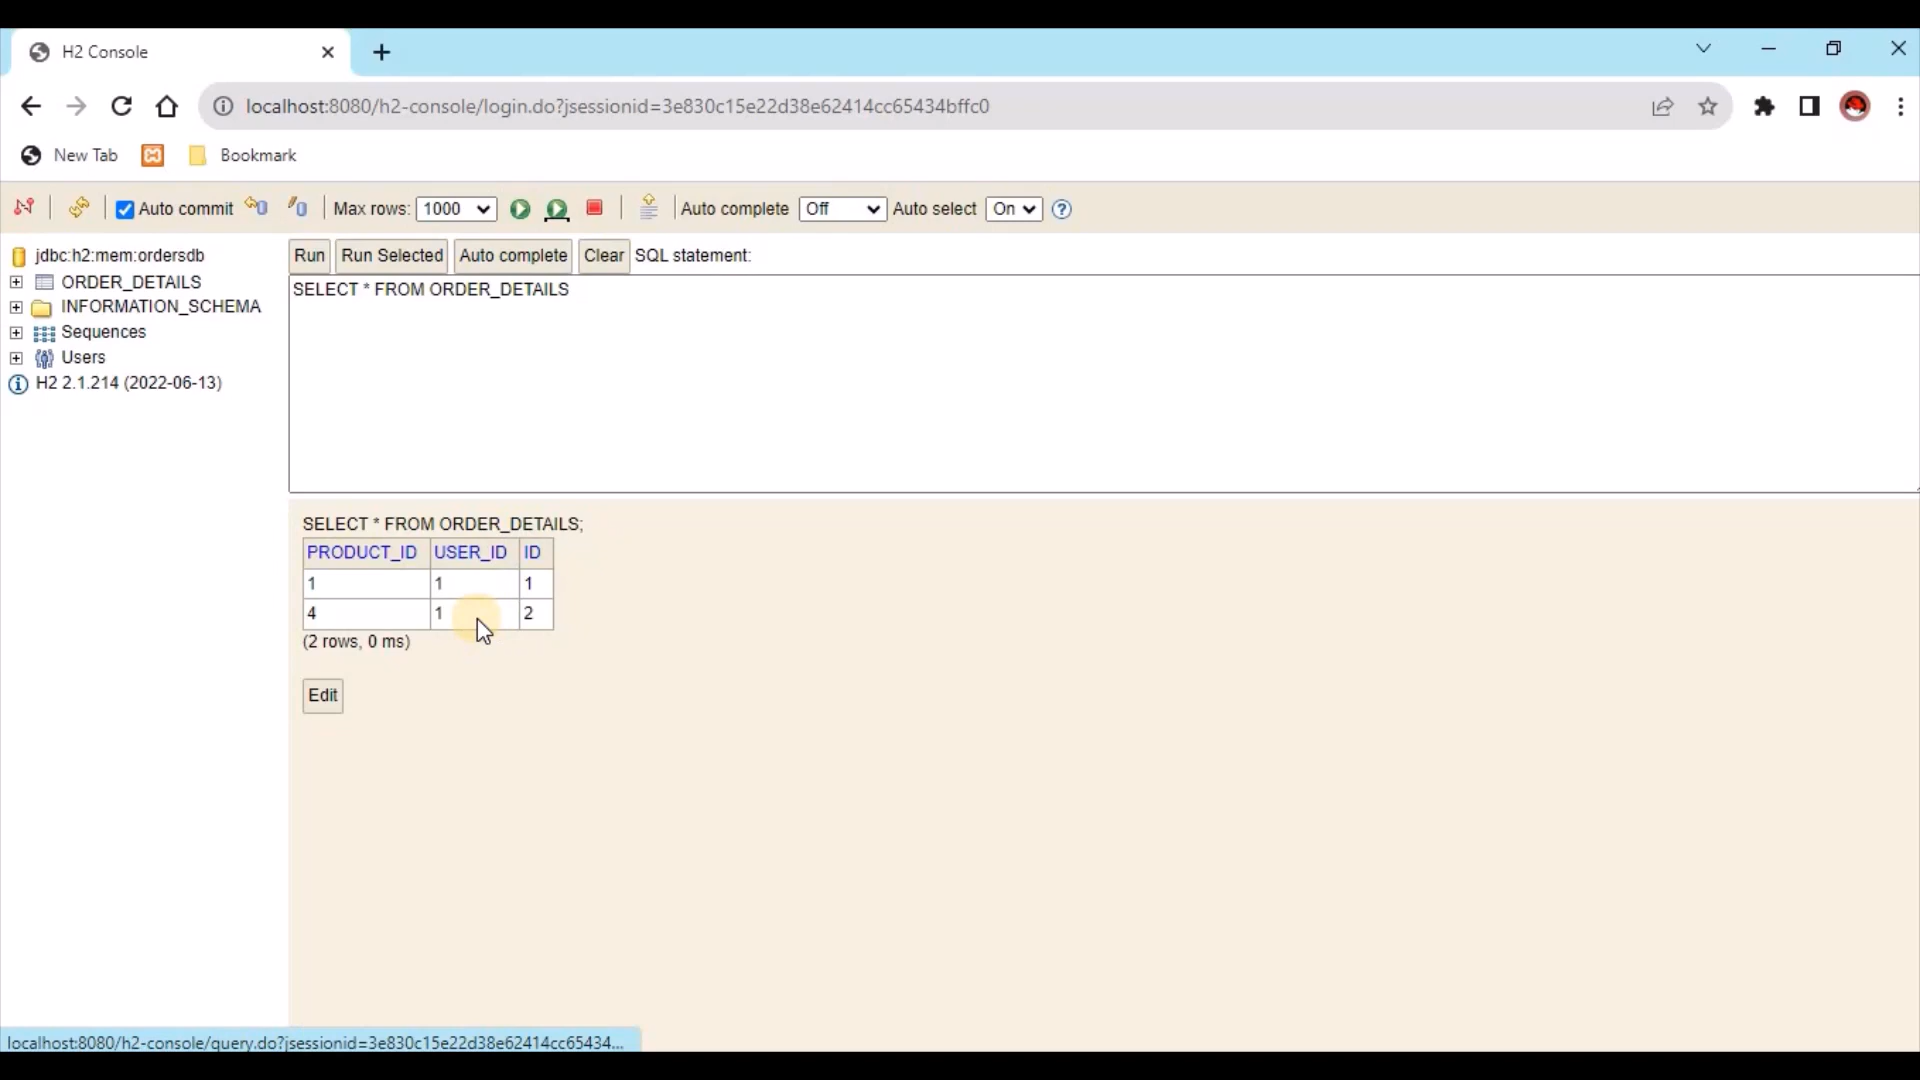 H2 Console
localhost:8080/h2-console/login.do?jsessionid=3e830c15e22d38e62414cc65434bffc0
New Tab Bookmark
Auto commit Max rows: 1000 Auto complete Off Auto select On ?
jdbc:h2:mem:ordersdb
ORDER_DETAILS
INFORMATION_SCHEMA
Sequences
Users
H2 2.1.214 (2022-06-13)
Run Run Selected Auto complete Clear SQL statement:
SELECT * FROM ORDER_DETAILS
SELECT * FROM ORDER_DETAILS;
PRODUCT_ID USER_ID ID
1 1 1
4 1 2
(2 rows, 0 ms)
Edit
localhost:8080/h2-console/query.do?jsessionid=3e830c15e22d38e62414cc65434...